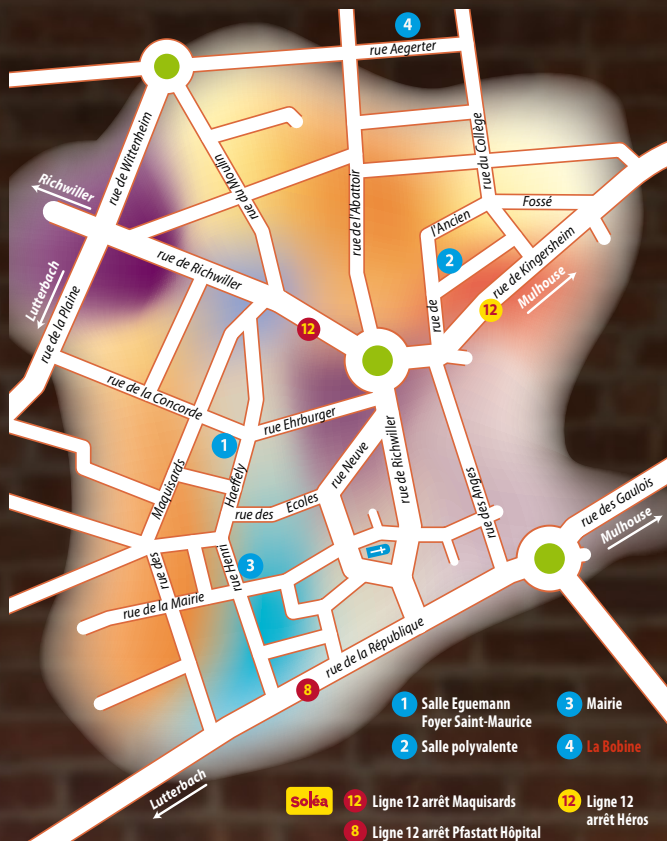 4
rue Aegerter
rue de Wittenheim
rue du Moulin
rue du Collège
Richwiller
rue de l'Abattoir
Fossé
l'Ancien
rue de
2
rue de Kingersheim
Mulhouse
12
Lutterbach
rue de la Plaine
rue de Richwiller
12
rue de la Concorde
rue Ehrburger
1
Haeffely
rue Henri
Maquisards
rue des
rue Neuve
rue de Richwiller
rue des Anges
rue des Ecoles
rue des Gaulois
Mulhouse
3
rue de la Mairie
rue de la République
8
Lutterbach
1 Salle Eguemann
Foyer Saint-Maurice
2 Salle polyvalente
3 Mairie
4 La Bobine
Soléa
12 Ligne 12 arrêt Maquisards
8 Ligne 12 arrêt Pfastatt Hôpital
12 Ligne 12
arrêt Héros